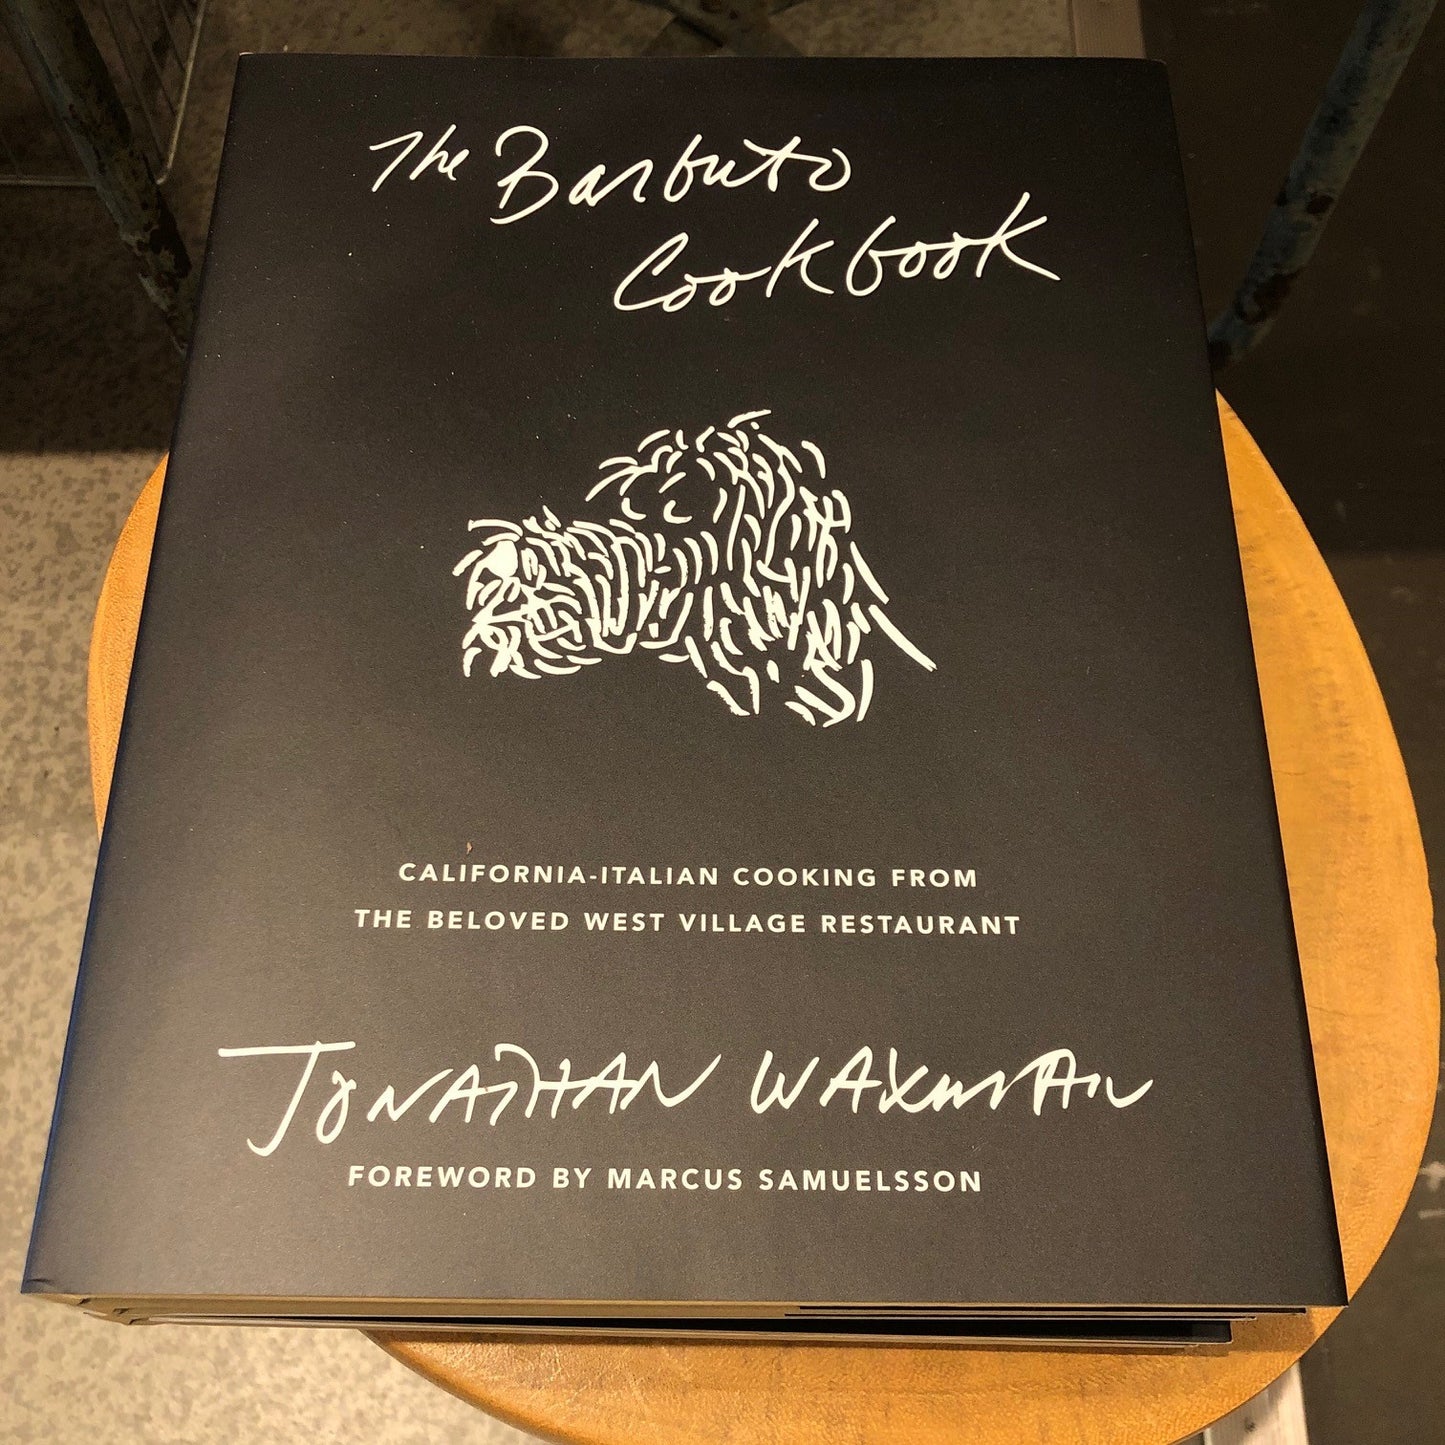 The Barbuto
Cookbook
CALIFORNIA-ITALIAN COOKING FROM
THE BELOVED WEST VILLAGE RESTAURANT
JONATHAN WAXMAN
FOREWORD BY MARCUS SAMUELSSON